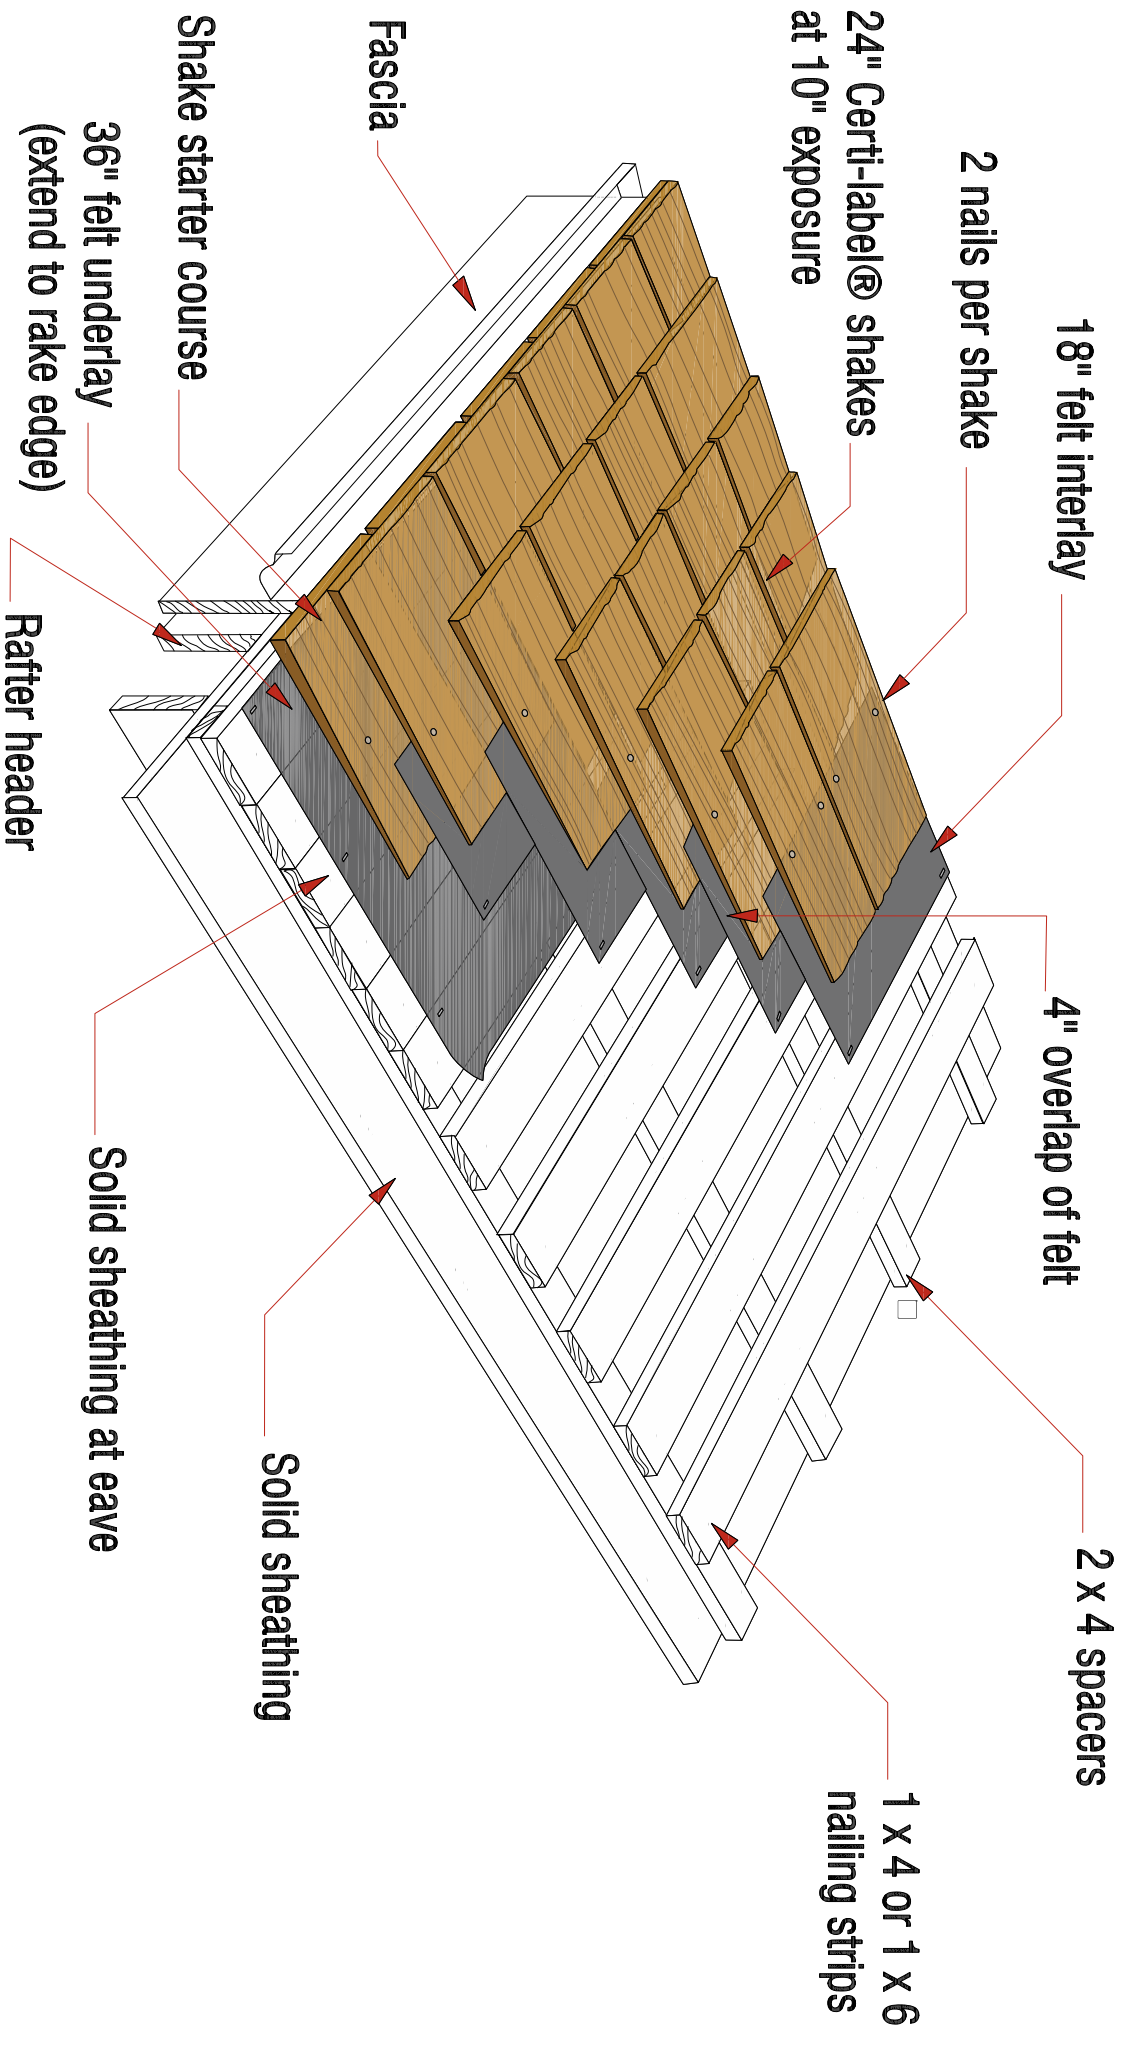 18" felt interlay
2 nails per shake
24" Certi-label® shakes
at 10" exposure
Fascia
Shake starter course
36" felt underlay
(extend to rake edge)
Rafter header
4" overlap of felt
2 x 4 spacers
1 x 4 or 1 x 6
nailing strips
Solid sheathing
Solid sheathing at eave